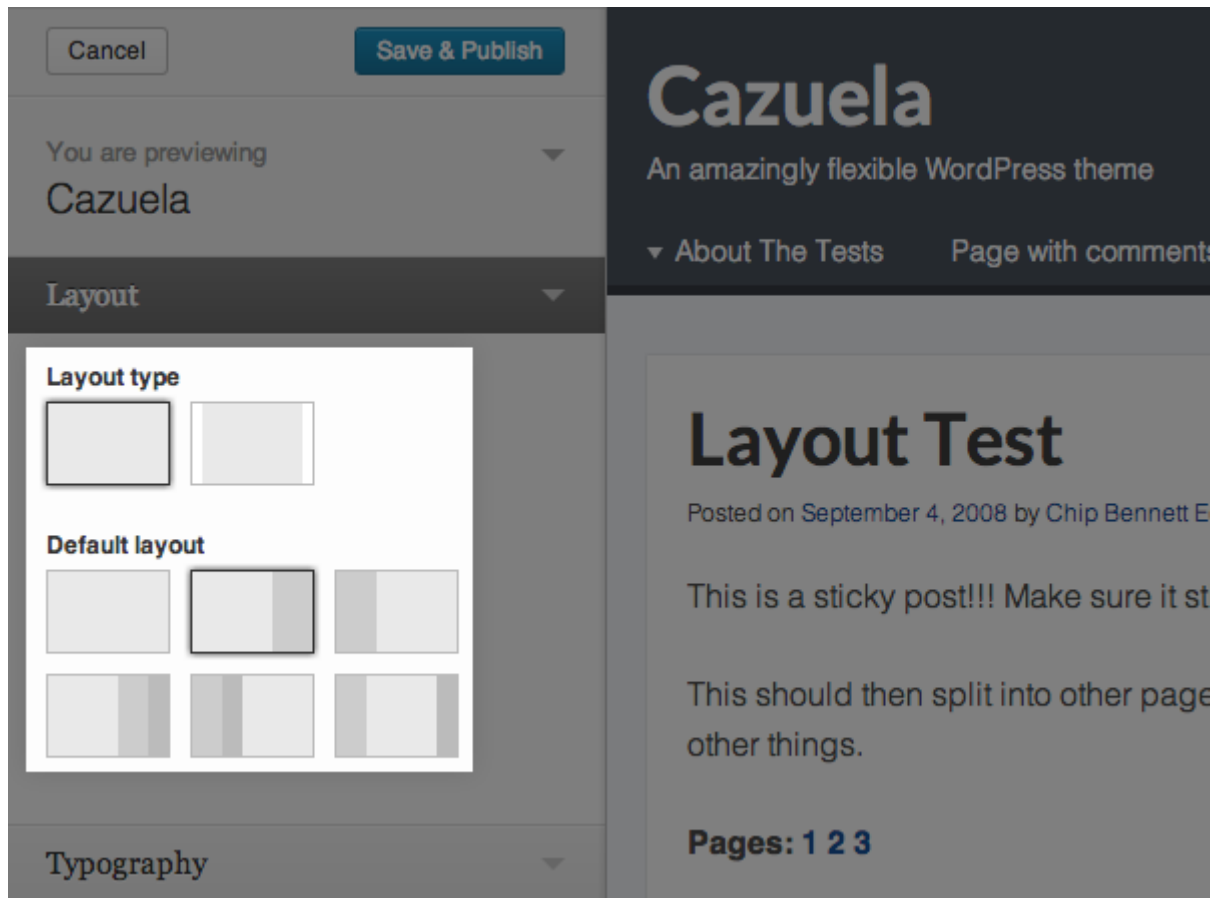 Cancel
Save & Publish
You are previewing
Cazuela
Layout
Layout type
Default layout
Typography
Cazuela
An amazingly flexible WordPress theme
About The Tests
Page with comments
Layout Test
Posted on September 4, 2008 by Chip Bennett E
This is a sticky post!!! Make sure it st
This should then split into other page
other things.
Pages: 1 2 3